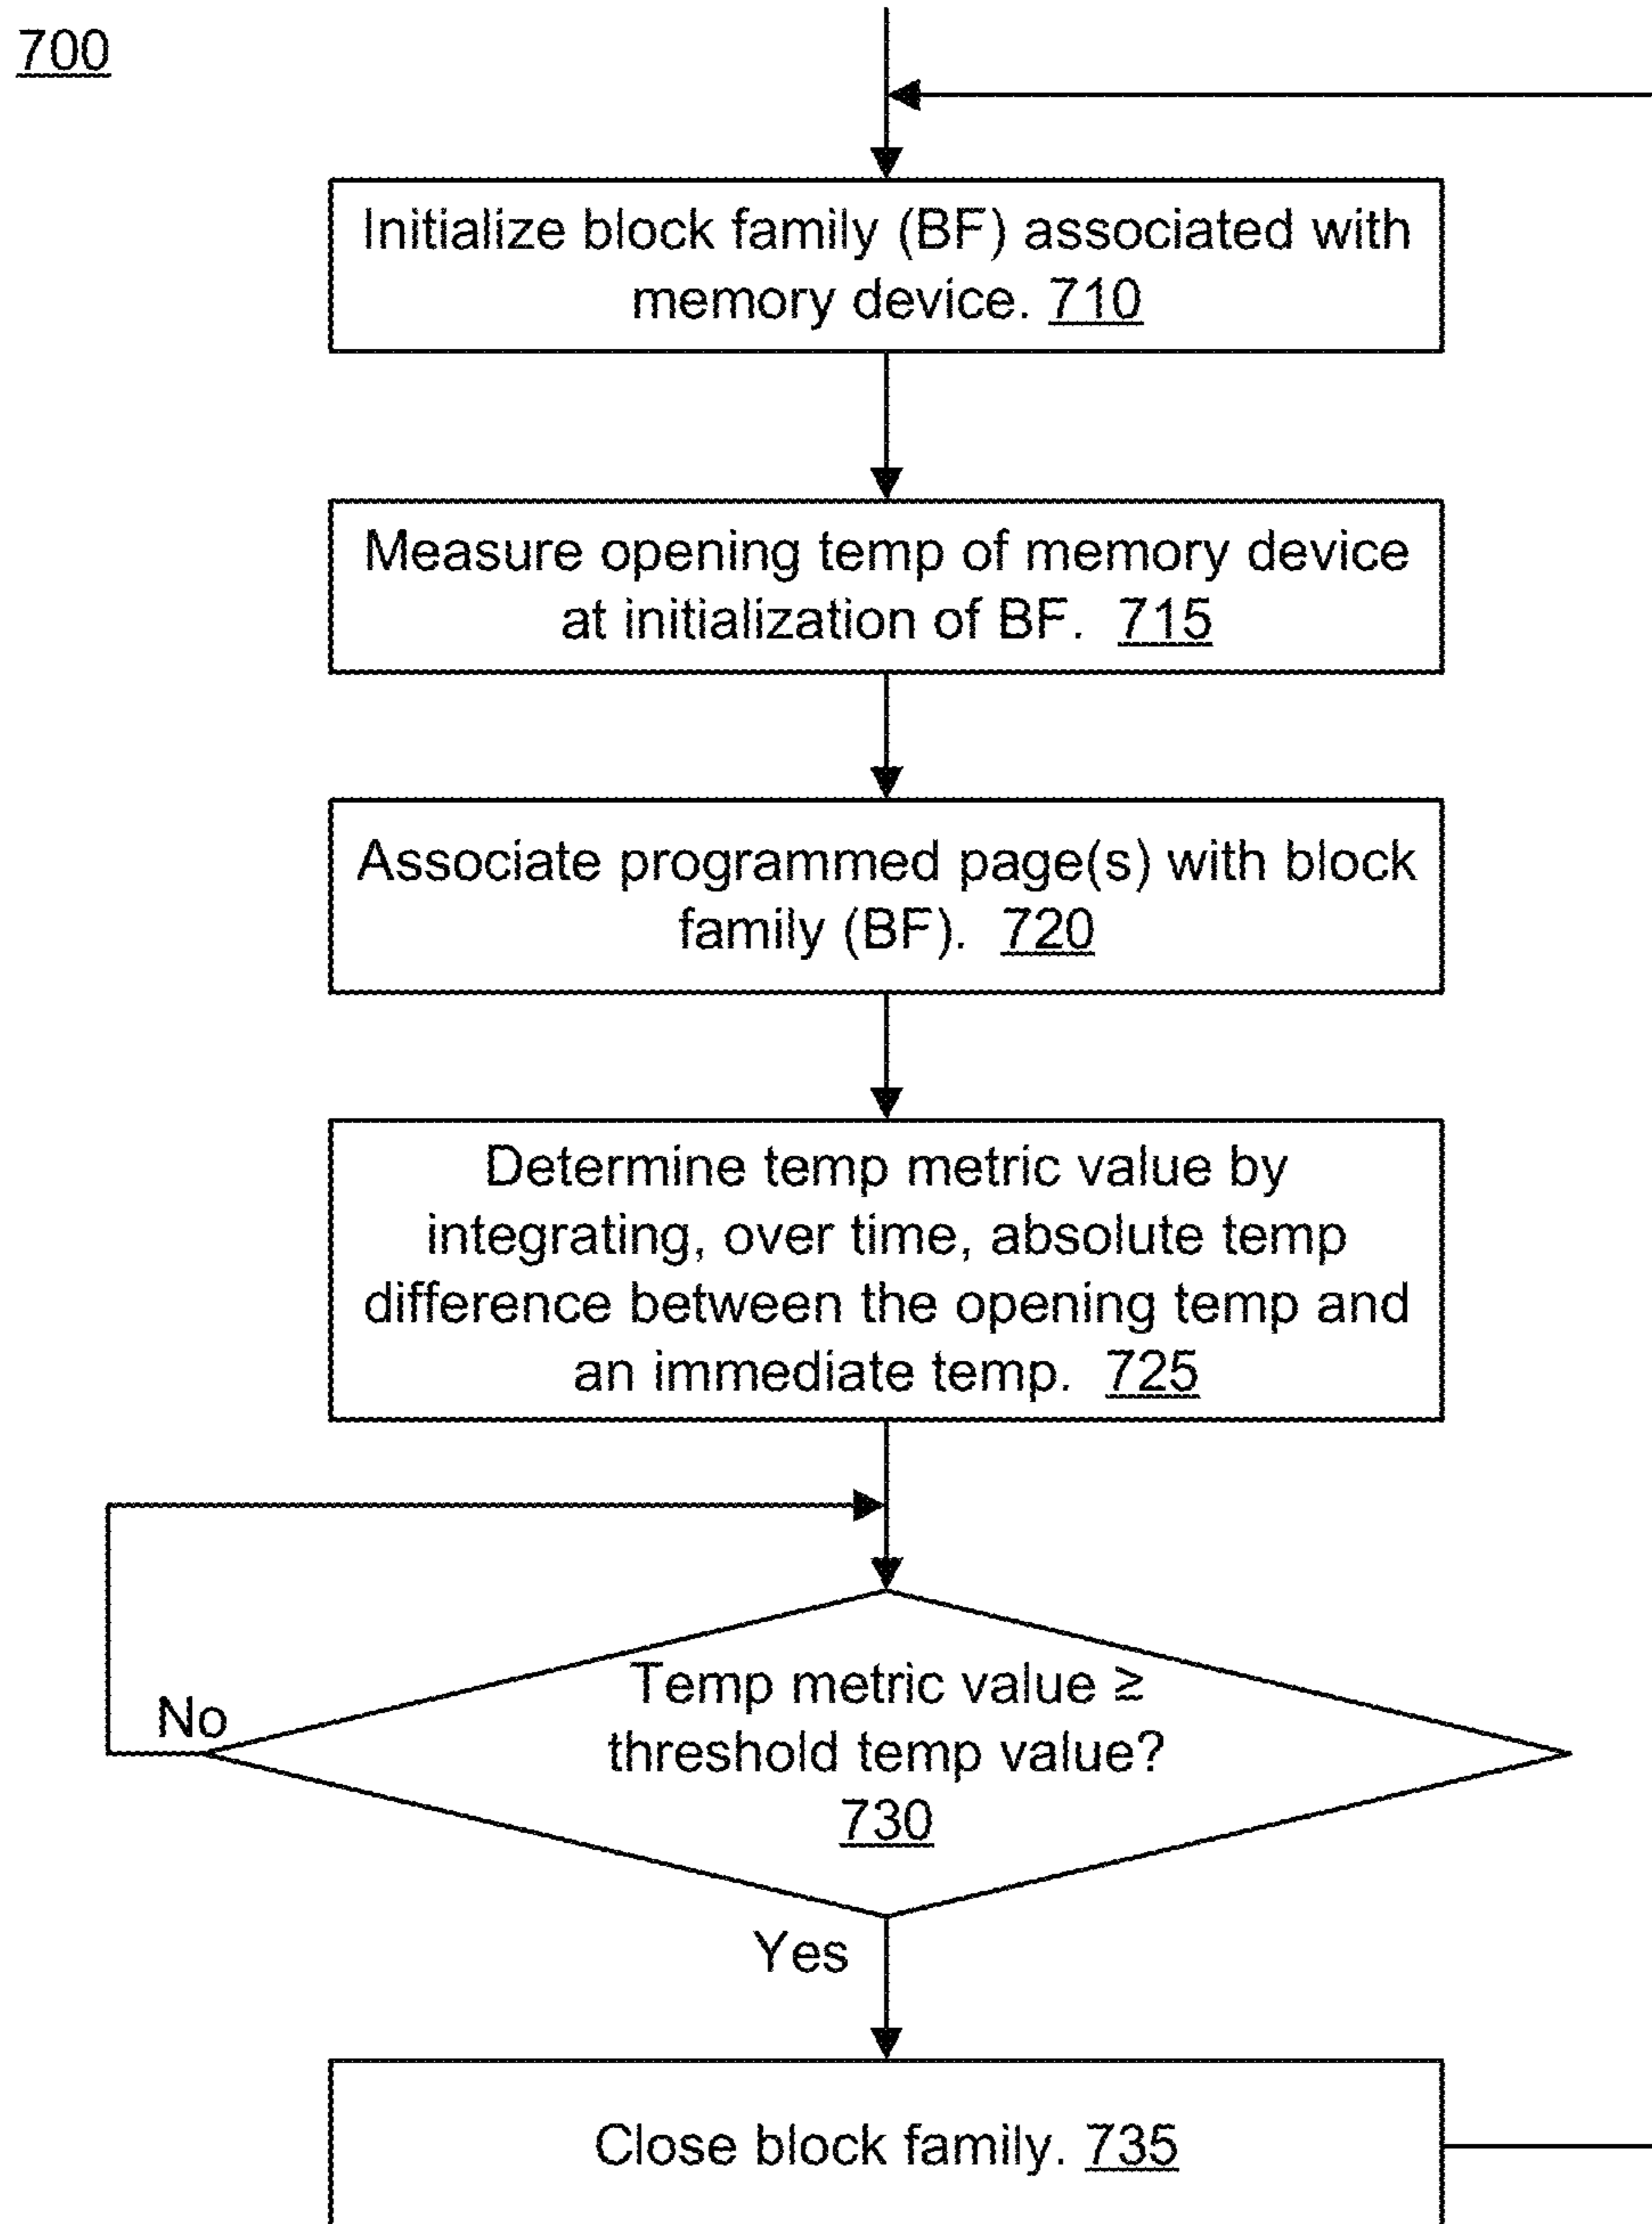 700
Initialize block family (BF) associated with
memory device. 710
Measure opening temp of memory device
at initialization of BF. 715
Associate programmed page(s) with block
family (BF). 720
Determine temp metric value by
integrating, over time, absolute temp
difference between the opening temp and
an immediate temp. 725
Temp metric value ≥
threshold temp value?
730
No
Yes
Close block family. 735